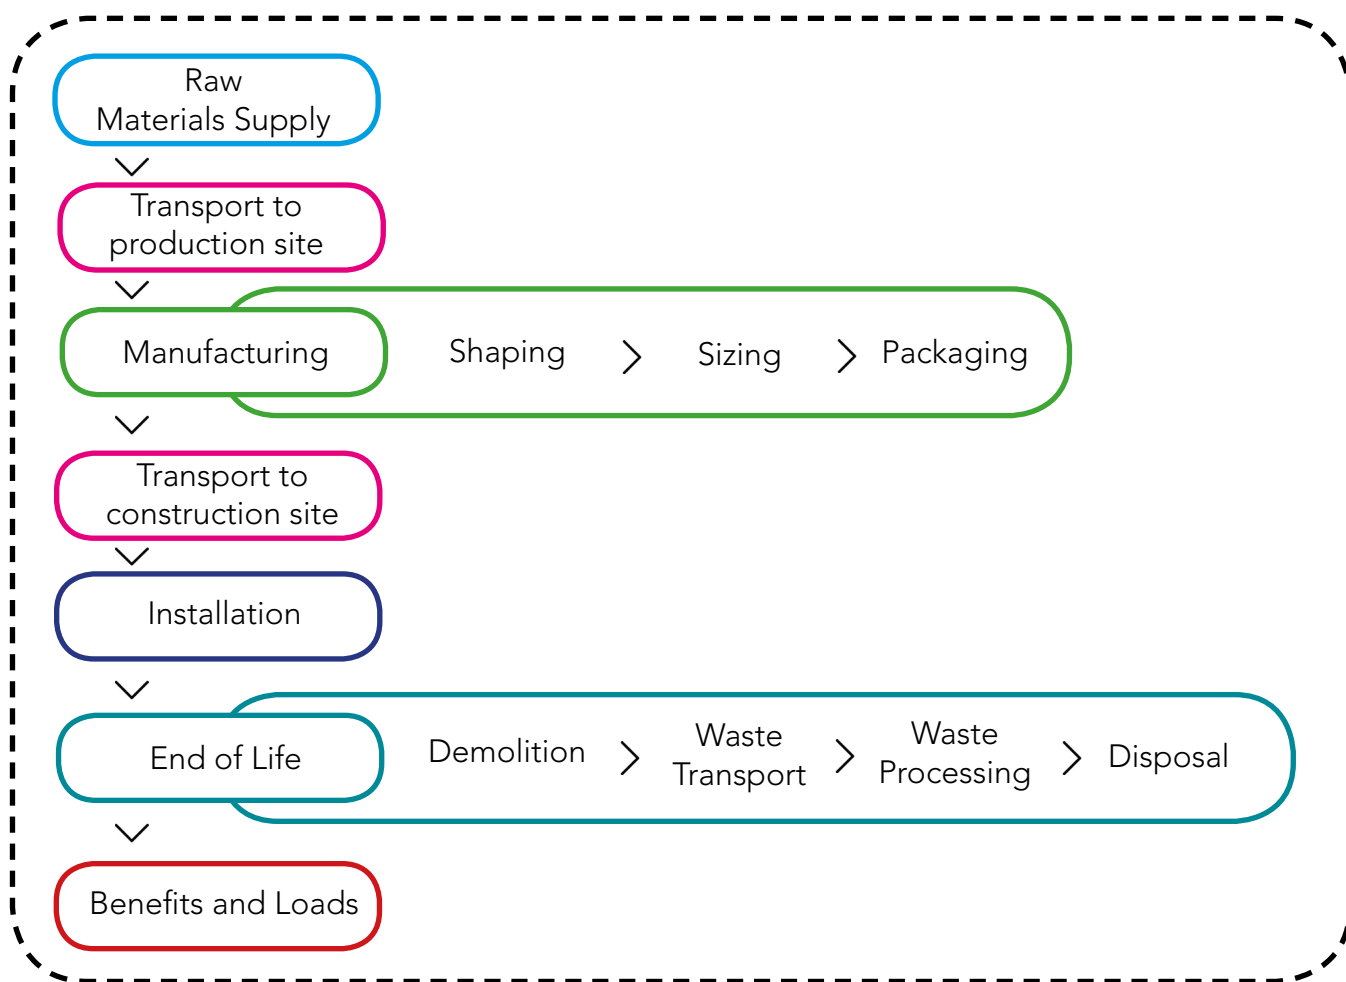 Raw
Materials Supply
Transport to
production site
Manufacturing
Shaping
Sizing
Packaging
Transport to
construction site
Installation
End of Life
Demolition
Waste
Transport
Waste
Processing
Disposal
Benefits and Loads